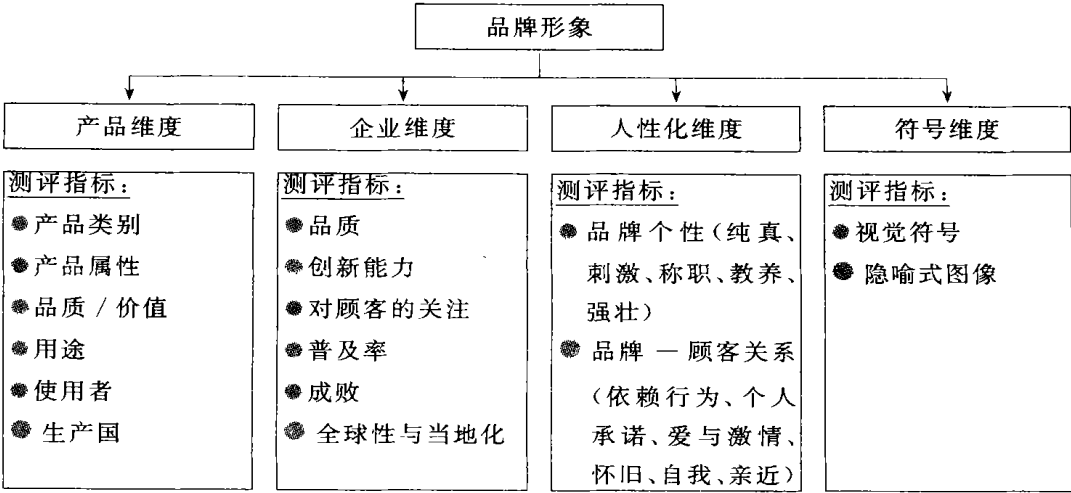 品牌形象
产品维度
企业维度
人性化维度
符号维度
测评指标：
产品类别
产品属性
品质／价值
用途
使用者
生产国
测评指标：
品质
创新能力
对顾客的关注
普及率
成败
全球性与当地化
测评指标：
品牌个性（纯真、
刺激、称职、教养、
强壮）
品牌—顾客关系
（依赖行为、个人
承诺、爱与激情、
怀旧、自我、亲近）
测评指标：
视觉符号
隐喻式图像